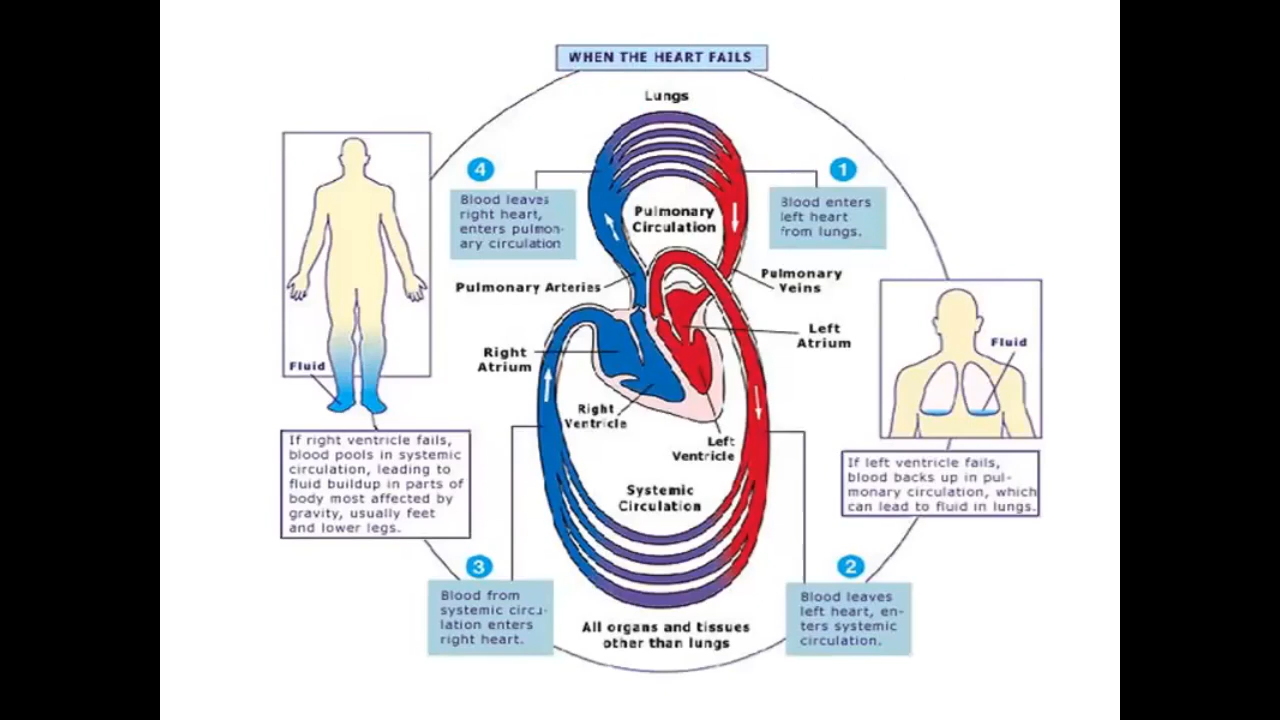 WHEN THE HEART FAILS
Lungs
4
Blood leaves
right heart,
enters pulmon-
ary circulation
1
Blood enters
left heart
from lungs.
Pulmonary
Circulation
Pulmonary Arteries
Pulmonary
Veins
Left
Atrium
Right
Atrium
Right
Ventricle
Left
Ventricle
Fluid
Fluid
If right ventricle fails,
blood pools in systemic
circulation, leading to
fluid buildup in parts of
body most affected by
gravity, usually feet
and lower legs.
If left ventricle fails,
blood backs up in pul-
monary circulation, which
can lead to fluid in lungs.
Systemic
Circulation
3
Blood from
systemic circu-
lation enters
right heart.
2
Blood leaves
left heart, en-
ters systemic
circulation.
All organs and tissues
other than lungs